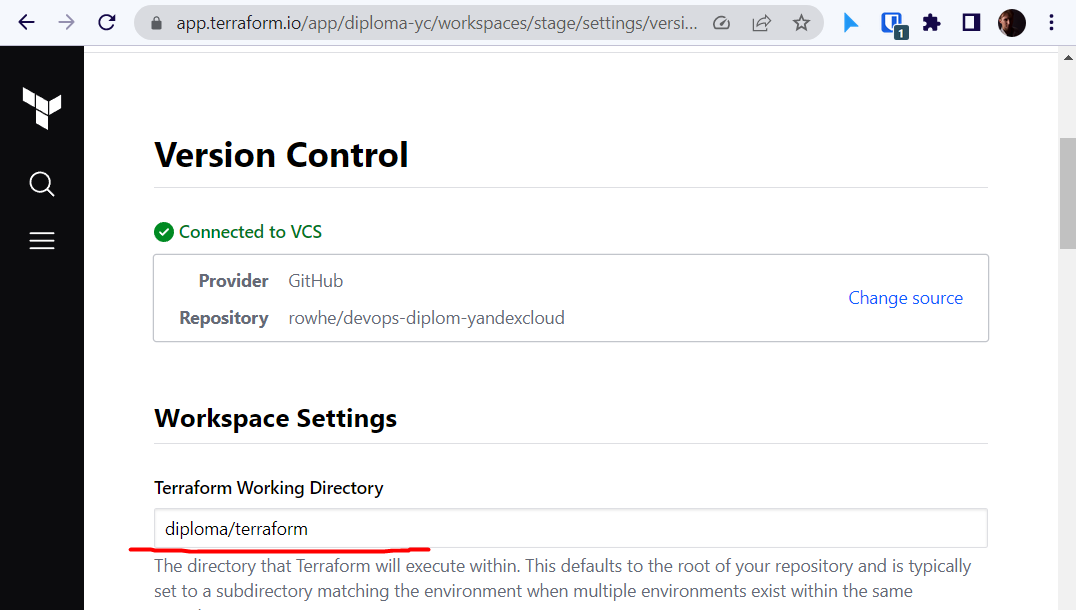 app.terraform.io/app/diploma-yc/workspaces/stage/settings/versi...
1
Version Control
Connected to VCS
Provider GitHub
Change source
Repository rowhe/devops-diplom-yandexcloud
Workspace Settings
Terraform Working Directory
diploma/terraform
The directory that Terraform will execute within. This defaults to the root of your repository and is typically
set to a subdirectory matching the environment when multiple environments exist within the same